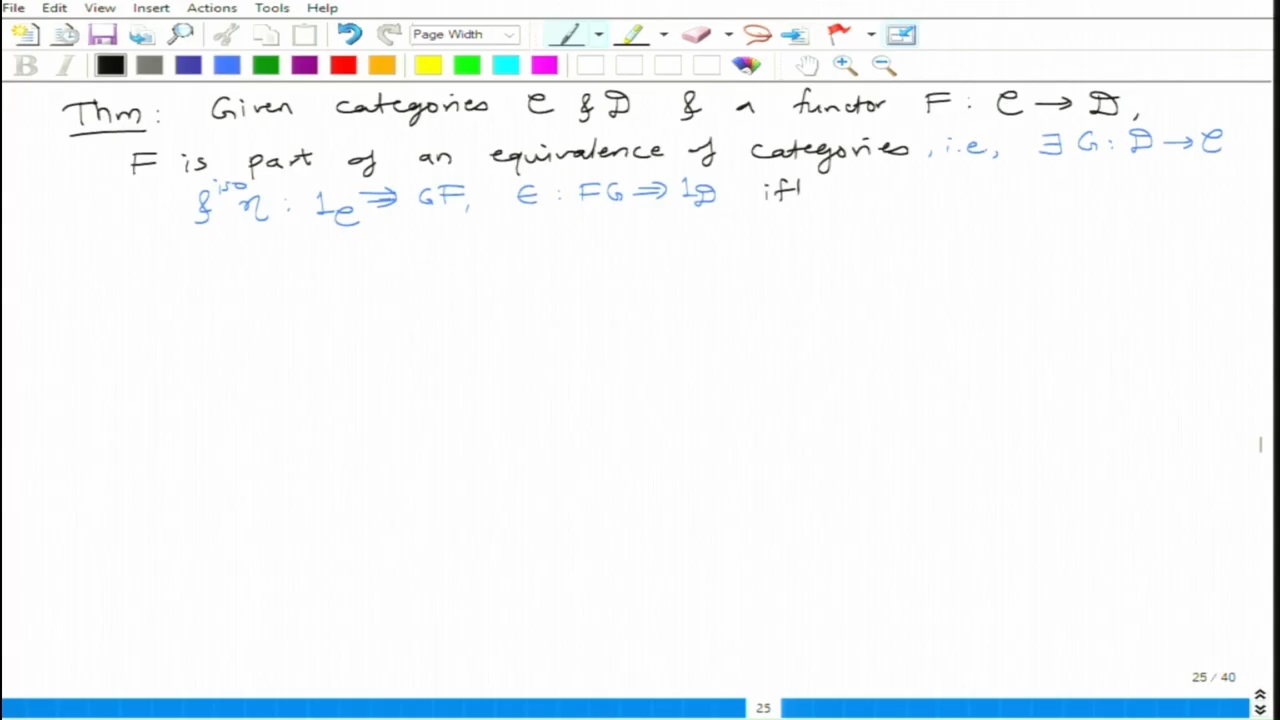 File Edit View Insert Actions Tools Help
Page Width
B I
Thm: Given categories C & D & a functor F : C → D,
F is part of an equivalence of categories, i.e, ∃ G : D → C
& iso η : 1_C ⇒ GF, ϵ : FG ⇒ 1_D if
25 / 40
25